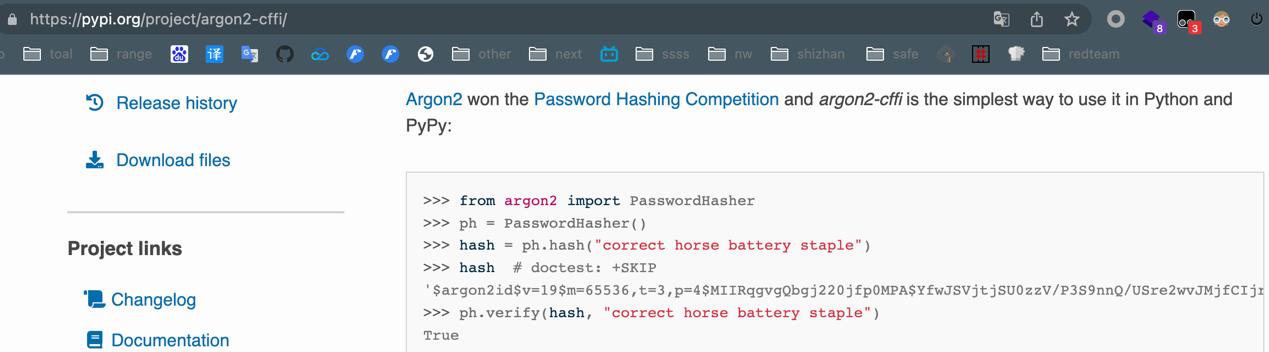 https://pypi.org/project/argon2-cffi/
8
3
toal
range
译
other
next
ssss
nw
shizhan
safe
redteam
Release history
Download files
Project links
Changelog
Documentation
Argon2 won the Password Hashing Competition and argon2-cffi is the simplest way to use it in Python and
PyPy:
>>> from argon2 import PasswordHasher
>>> ph = PasswordHasher()
>>> hash = ph.hash("correct horse battery staple")
>>> hash  # doctest: +SKIP
'$argon2id$v=19$m=65536,t=3,p=4$MIIRqgvgQbgj220jfp0MPA$YfwJSVjtjSU0zzV/P3S9nnQ/USre2wvJMjfCIjr
>>> ph.verify(hash, "correct horse battery staple")
True